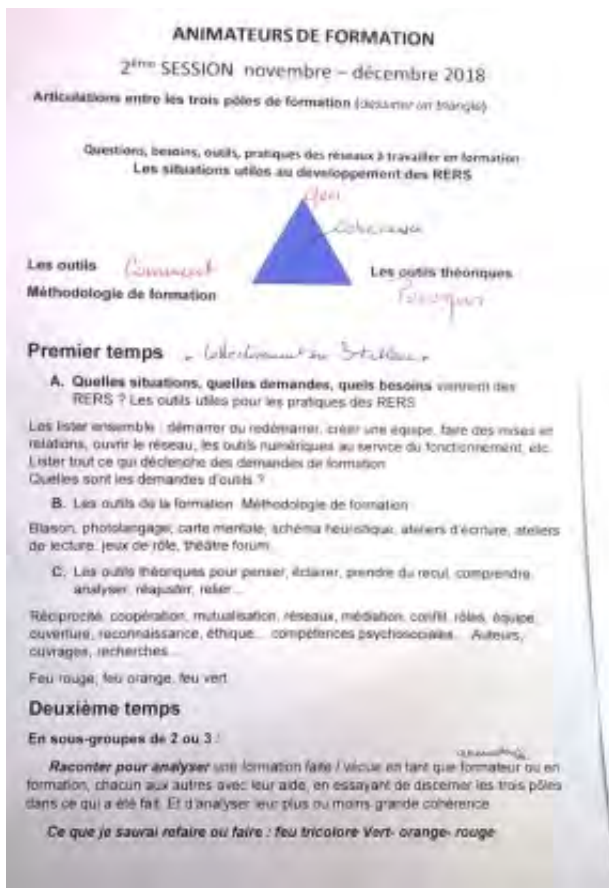 ANIMATEURS DE FORMATION
2ème SESSION novembre – décembre 2018
Articulations entre les trois pôles de formation (dessiner un triangle)
Questions, besoins, outils, pratiques des réseaux à travailler en formation
Les situations utiles au développement des RERS
Les outils Comment
Les outils théoriques
Méthodologie de formation
Pourquoi
Premier temps
A. Quelles situations, quelles demandes, quels besoins viennent des
RERS ? Les outils utiles pour les pratiques des RERS
Les lister ensemble : démarrer ou redémarrer, créer une équipe, faire des mises en
relations, ouvrir le réseau, les outils numériques au service du fonctionnement, etc.
Lister tout ce qui déclenche des demandes de formation
Quelles sont les demandes d'outils ?
B. Les outils de la formation. Méthodologie de formation
Blason, photolangage, carte mentale, schéma heuristique, ateliers d'écriture, ateliers
de lecture, jeux de rôle, théâtre forum
C. Les outils théoriques pour penser, éclairer, prendre du recul, comprendre,
analyser, réajuster, relier...
Réciprocité, coopération, mutualisation, réseaux, médiation, conflit, rôles, équipe,
ouverture, reconnaissance, éthique... compétences psychosociales... Auteurs,
ouvrages, recherches...
Feu rouge, feu orange, feu vert
Deuxième temps
En sous-groupes de 2 ou 3 :
Raconter pour analyser une formation faite / vécue en tant que formateur ou en
formation, chacun aux autres avec leur aide, en essayant de discerner les trois pôles
dans ce qui a été fait. Et d'analyser leur plus ou moins grande cohérence.
Ce que je saurai refaire ou faire : feu tricolore Vert- orange- rouge